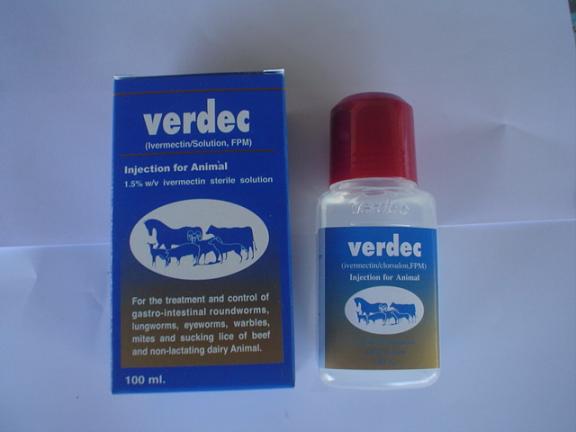 verdec
(Ivermectin/Solution, FPM)
Injection for Animal
1.5% w/v ivermectin sterile solution
For the treatment and control of
gastro-intestinal roundworms,
lungworms, eyeworms, warbles,
mites and sucking lice of beef
and non-lactating dairy Animal.
100 ml.
verdec
verdec
(ivermectin/clorsulon,FPM)
Injection for Animal